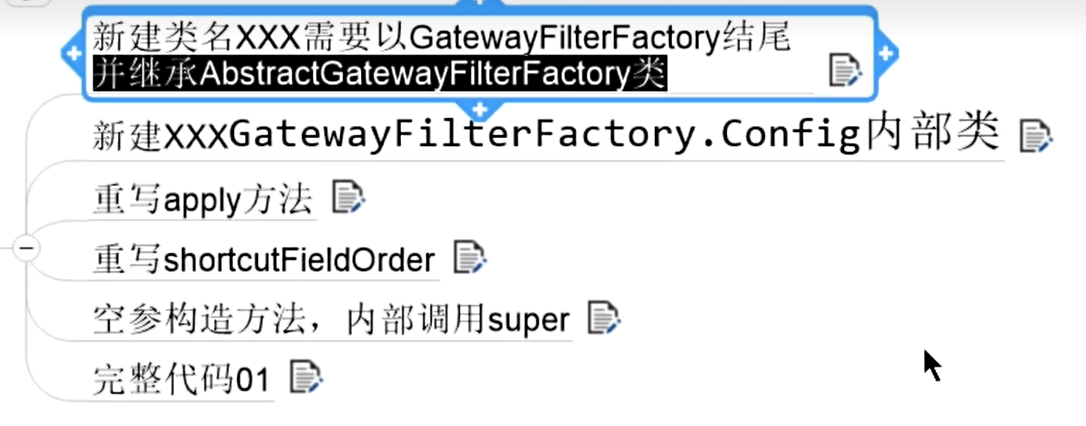 新建类名XXX需要以GatewayFilterFactory结尾
并继承AbstractGatewayFilterFactory类
新建XXXGatewayFilterFactory.Config内部类
重写apply方法
重写shortcutFieldOrder
空参构造方法，内部调用super
完整代码01